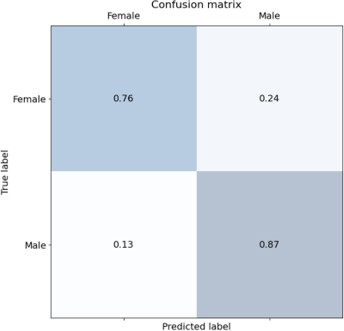 Confusion matrix
Female Male
Female 0.76 0.24
True label
Male 0.13 0.87
Predicted label